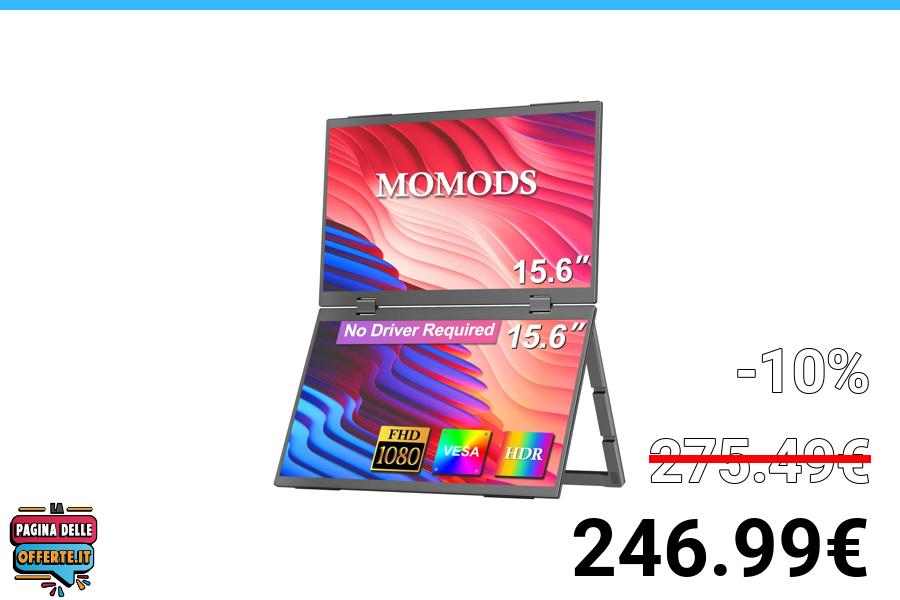 MOMODS
15.6"
No Driver Required
15.6"
FHD
1080
VESA
HDR
-10%
275.49€
246.99€
LA
PAGINA DELLE
OFFERTE.IT